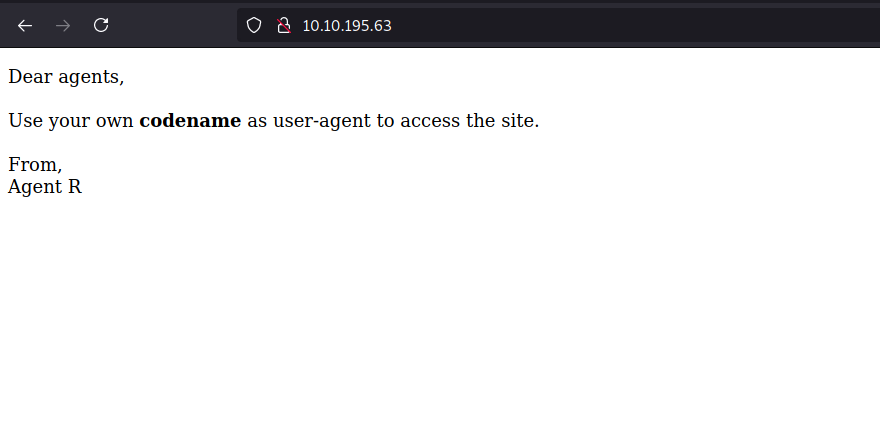 10.10.195.63
Dear agents,
Use your own codename as user-agent to access the site.
From,
Agent R